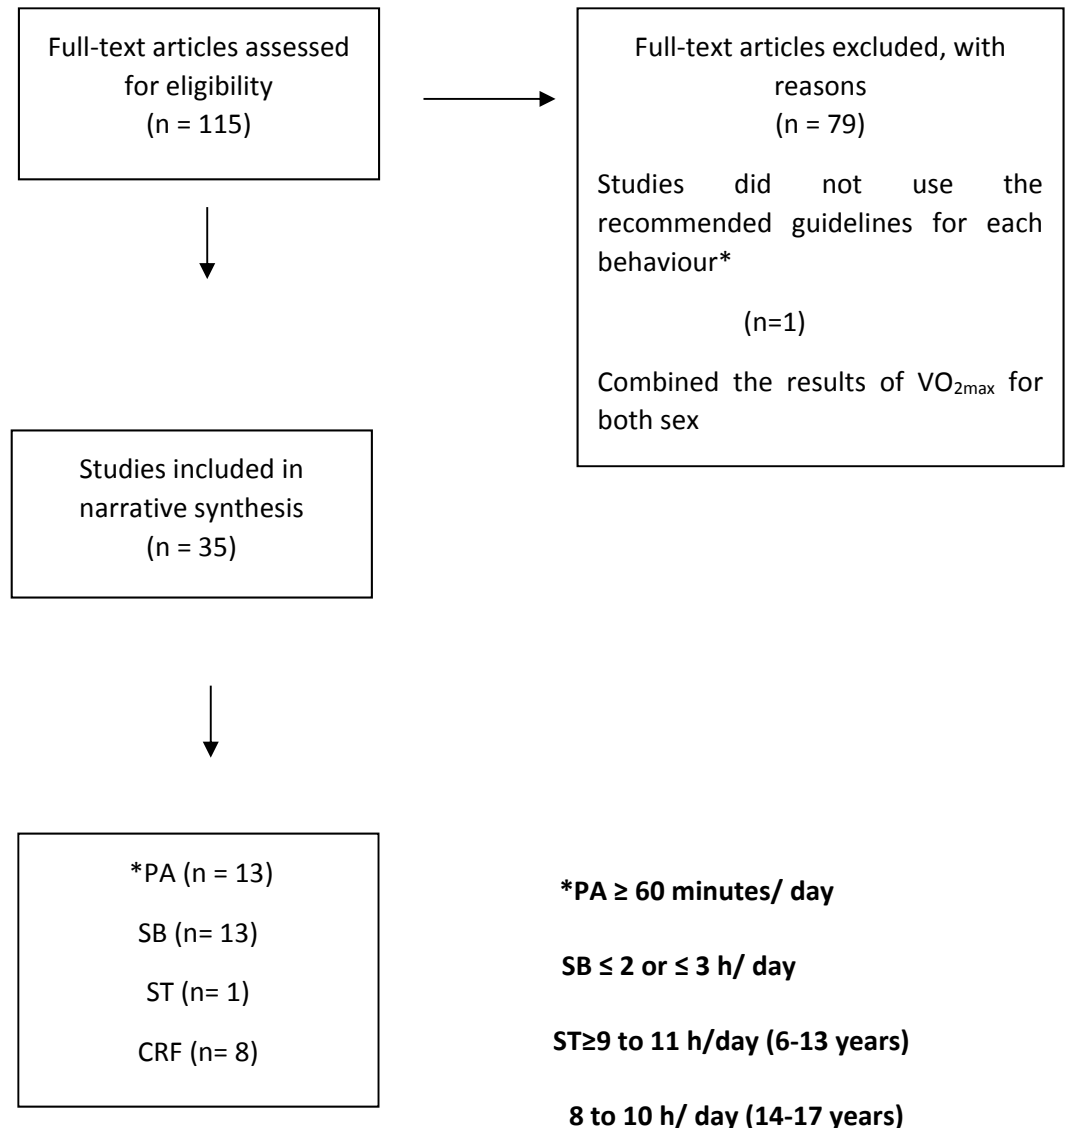 Full-text articles assessed
for eligibility
(n = 115)
Full-text articles excluded, with
reasons
(n = 79)
Studies did not use the
recommended guidelines for each
behaviour*
(n=1)
Combined the results of VO2max for
both sex
Studies included in
narrative synthesis
(n = 35)
*PA (n = 13)
SB (n= 13)
ST (n= 1)
CRF (n= 8)
*PA ≥ 60 minutes/ day
SB ≤ 2 or ≤ 3 h/ day
ST≥9 to 11 h/day (6-13 years)
8 to 10 h/ day (14-17 years)